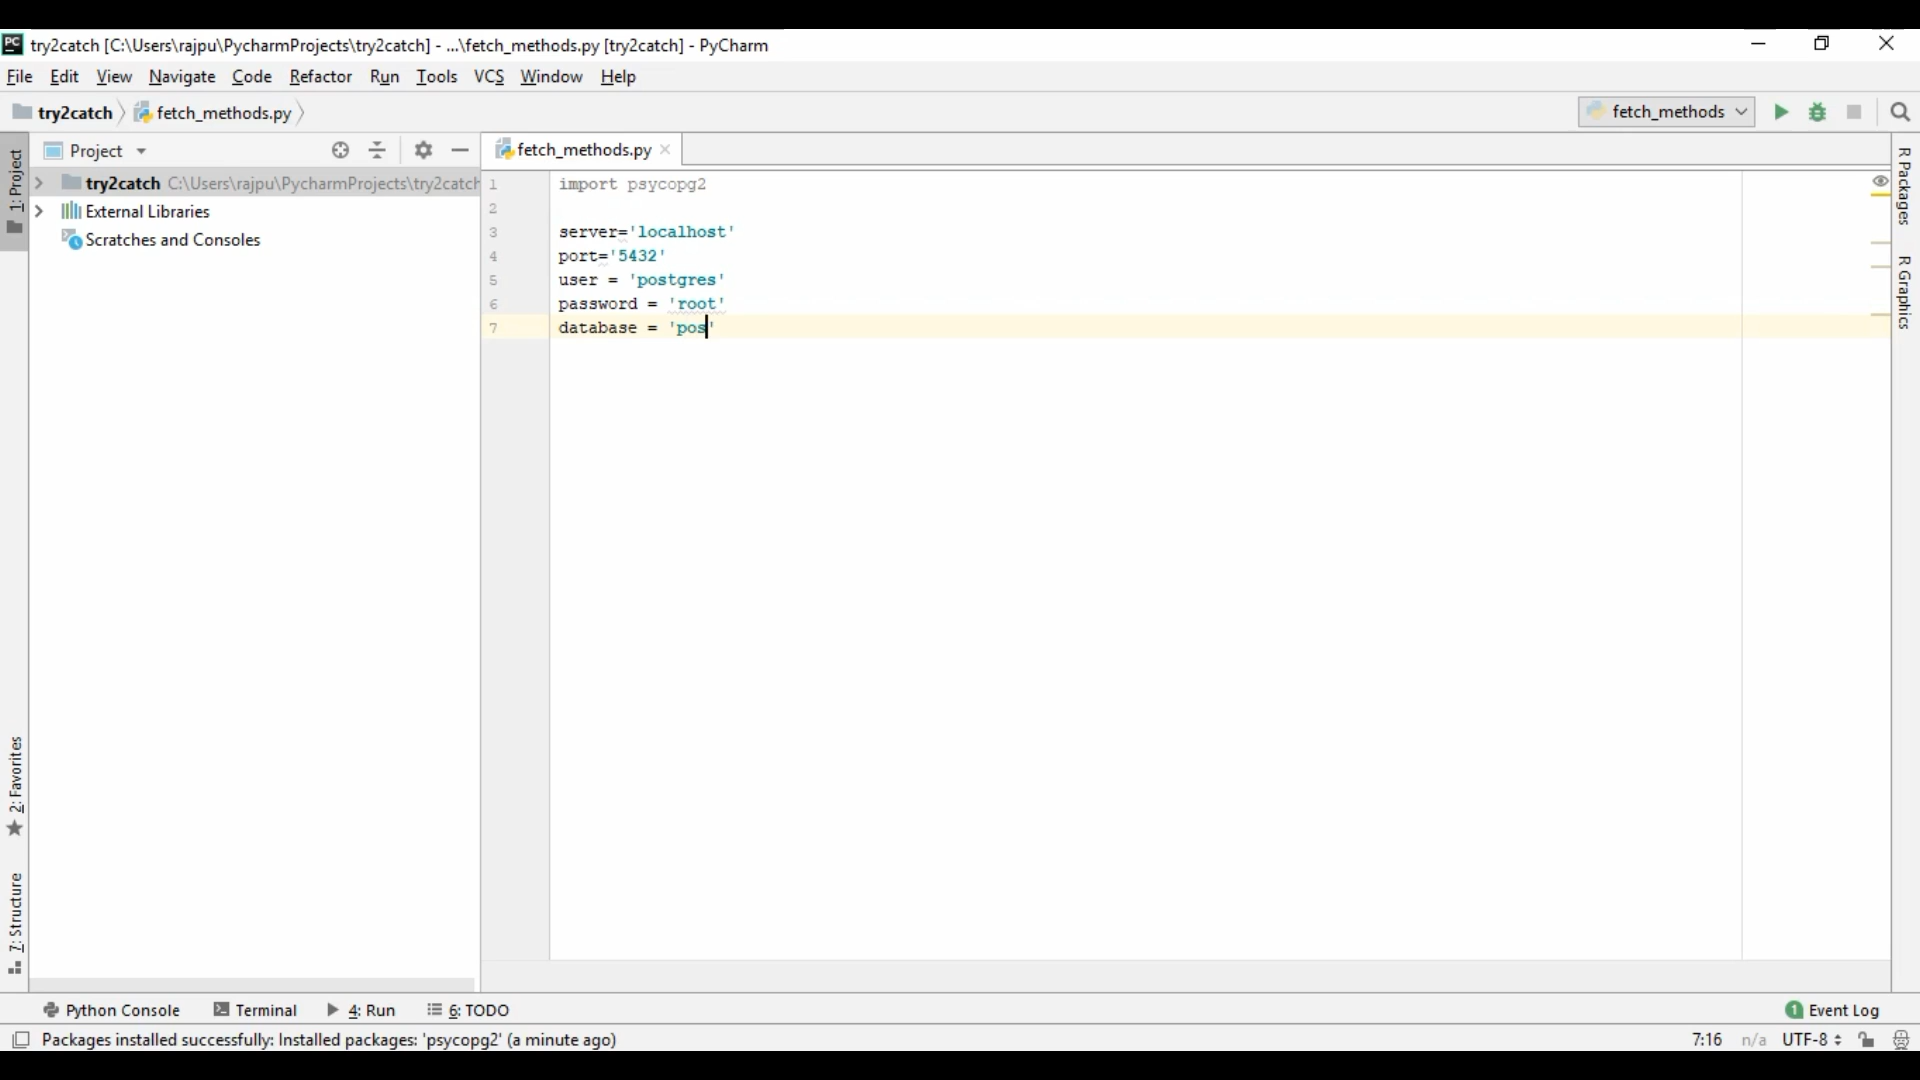 try2catch [C:\Users\rajpu\PycharmProjects\try2catch] - ...\fetch_methods.py [try2catch] - PyCharm
File Edit View Navigate Code Refactor Run Tools VCS Window Help
try2catch fetch_methods.py fetch_methods
1: Project
Project
fetch_methods.py
try2catch C:\Users\rajpu\PycharmProjects\try2catch
External Libraries
Scratches and Consoles
1 import psycopg2
2
3 server='localhost'
4 port='5432'
5 user = 'postgres'
6 password = 'root'
7 database = 'pos'
R Packages
R Graphics
2: Favorites
7: Structure
Python Console Terminal 4: Run 6: TODO 1 Event Log
Packages installed successfully: Installed packages: 'psycopg2' (a minute ago) 7:16 n/a UTF-8